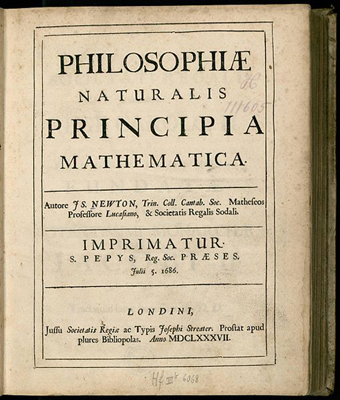 PHILOSOPHIÆ
NATURALIS
PRINCIPIA
MATHEMATICA.
Autore JS. NEWTON, Trin. Coll. Cantab. Soc. Matheseos
Professore Lucasiano, & Societatis Regalis Sodali.
IMPRIMATUR.
S. PEPYS, Reg. Soc. PRÆSES.
Julii 5. 1686.
LONDINI,
Jussu Societatis Regiæ ac Typis Josephi Streater. Prostat apud
plures Bibliopolas. Anno MDCLXXXVII.